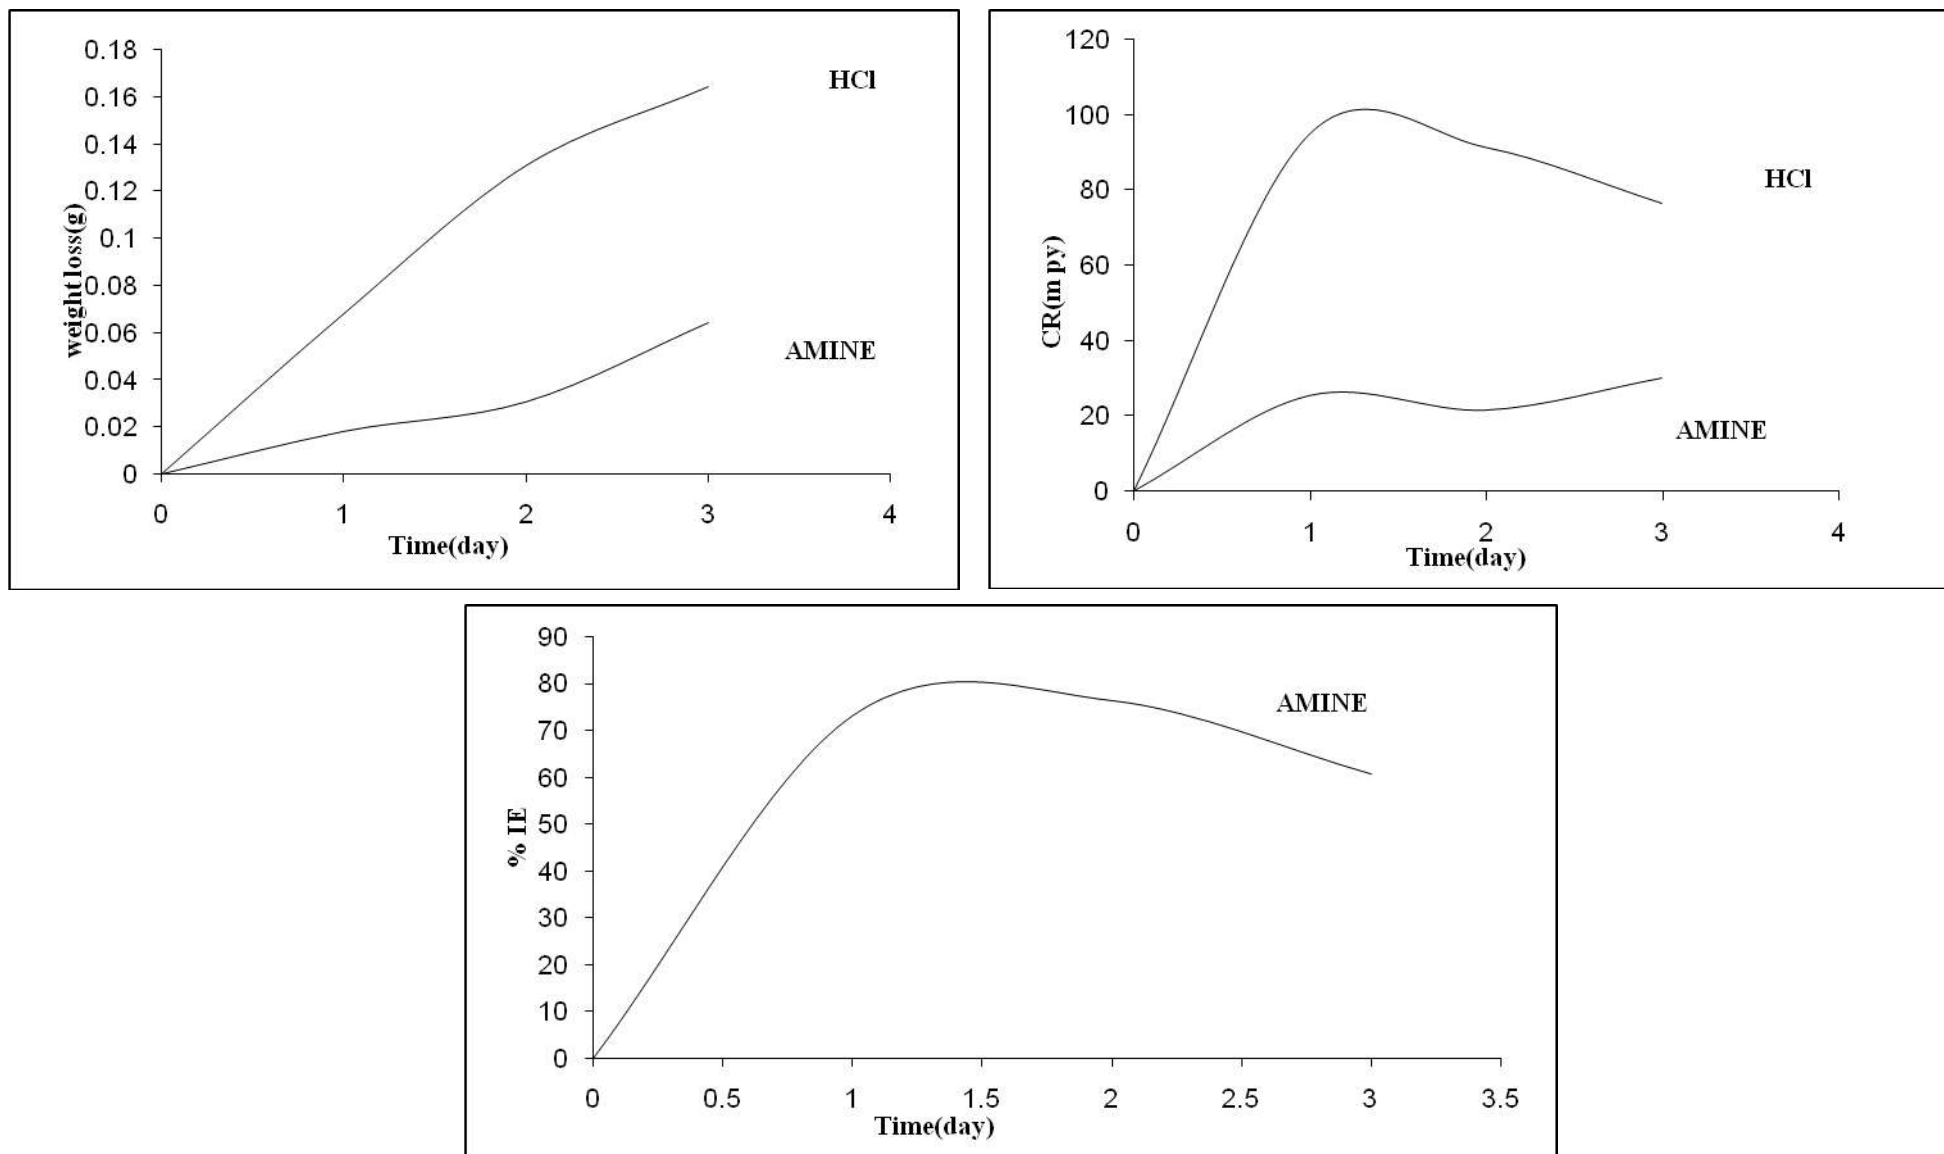 0.18
0.16
0.14
0.12
0.1
0.08
0.06
0.04
0.02
0
0 1 2 3 4
weight loss(g)
Time(day)
HCl
AMINE
120
100
80
60
40
20
0
0 1 2 3 4
CR(m py)
Time(day)
HCl
AMINE
90
80
70
60
50
40
30
20
10
0
0 0.5 1 1.5 2 2.5 3 3.5
% IE
Time(day)
AMINE